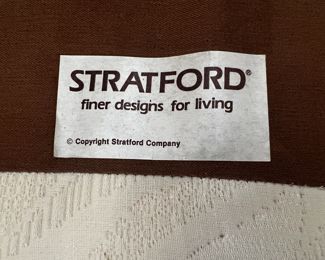 STRATFORD®
finer designs for living
© Copyright Stratford Company